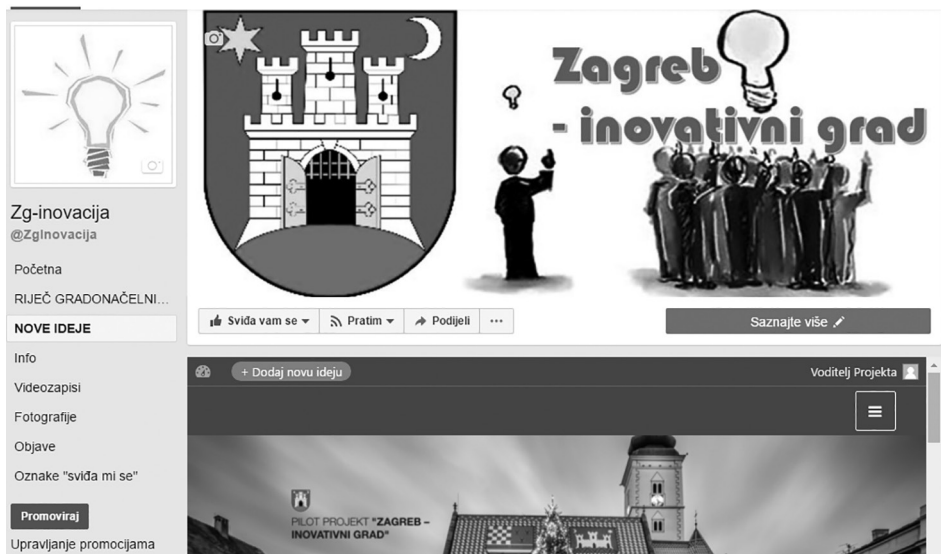 Zagreb
- inovativni grad
Zg-inovacija
@ZgInovacija
Početna
RIJEČ GRADONAČELNI...
NOVE IDEJE
Info
Videozapisi
Fotografije
Objave
Oznake "sviđa mi se"
Promoviraj
Upravljanje promocijama
Sviđa vam se
Pratim
Podijeli
...
Saznajte više
+ Dodaj novu ideju
Voditelj Projekta
PILOT PROJEKT "ZAGREB –
INOVATIVNI GRAD"